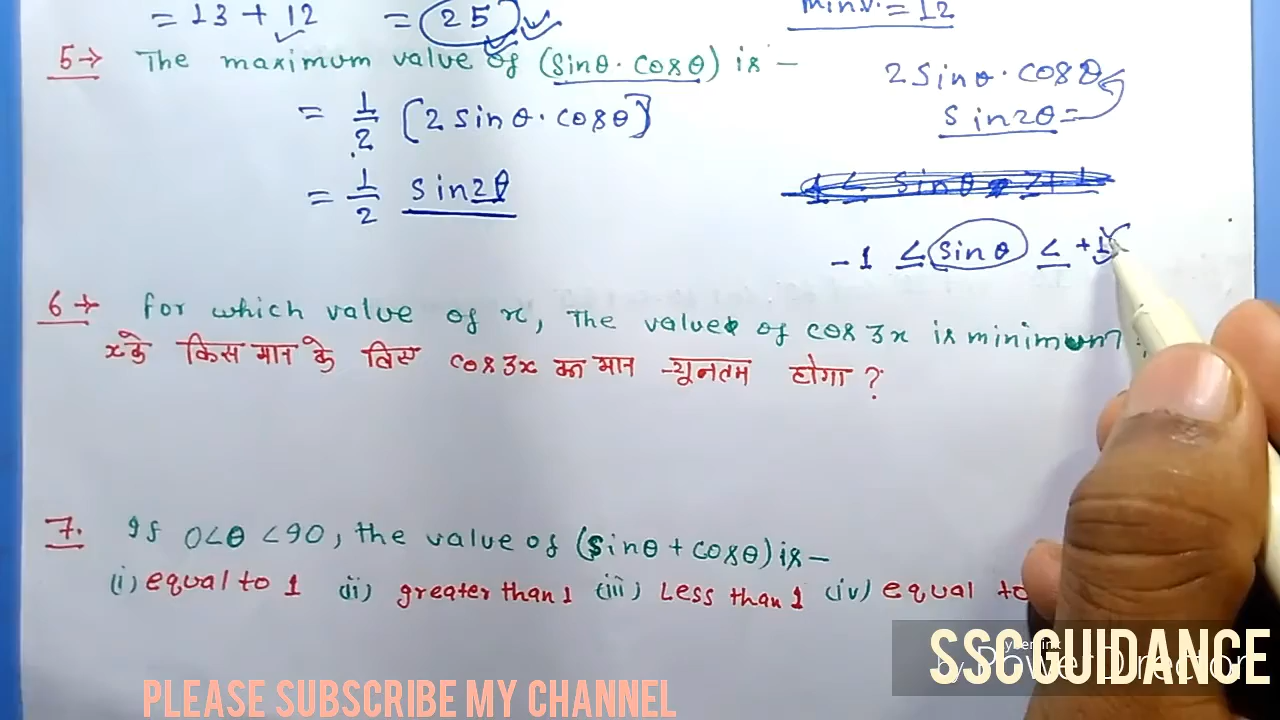 = 13 + 12 = 25
min v. = 12
5→ The maximum value of (sinθ · cosθ) is —
= 1/2 (2 sinθ · cosθ]
= 1/2 sin2θ
2 sinθ · cosθ
sin2θ =
-1 ≤ sinθ ≤ +1
6→ for which value of x, The value of cos 3x is minimum?
x के किस मान के लिए cos 3x का मान न्यूनतम होगा ?
7. If 0<θ <90, the value of (sinθ + cosθ) is —
(i) equal to 1 (ii) greater than 1 (iii) Less than 1 (iv) equal to
SSCGUIDANCE
by PowerDirector
PLEASE SUBSCRIBE MY CHANNEL